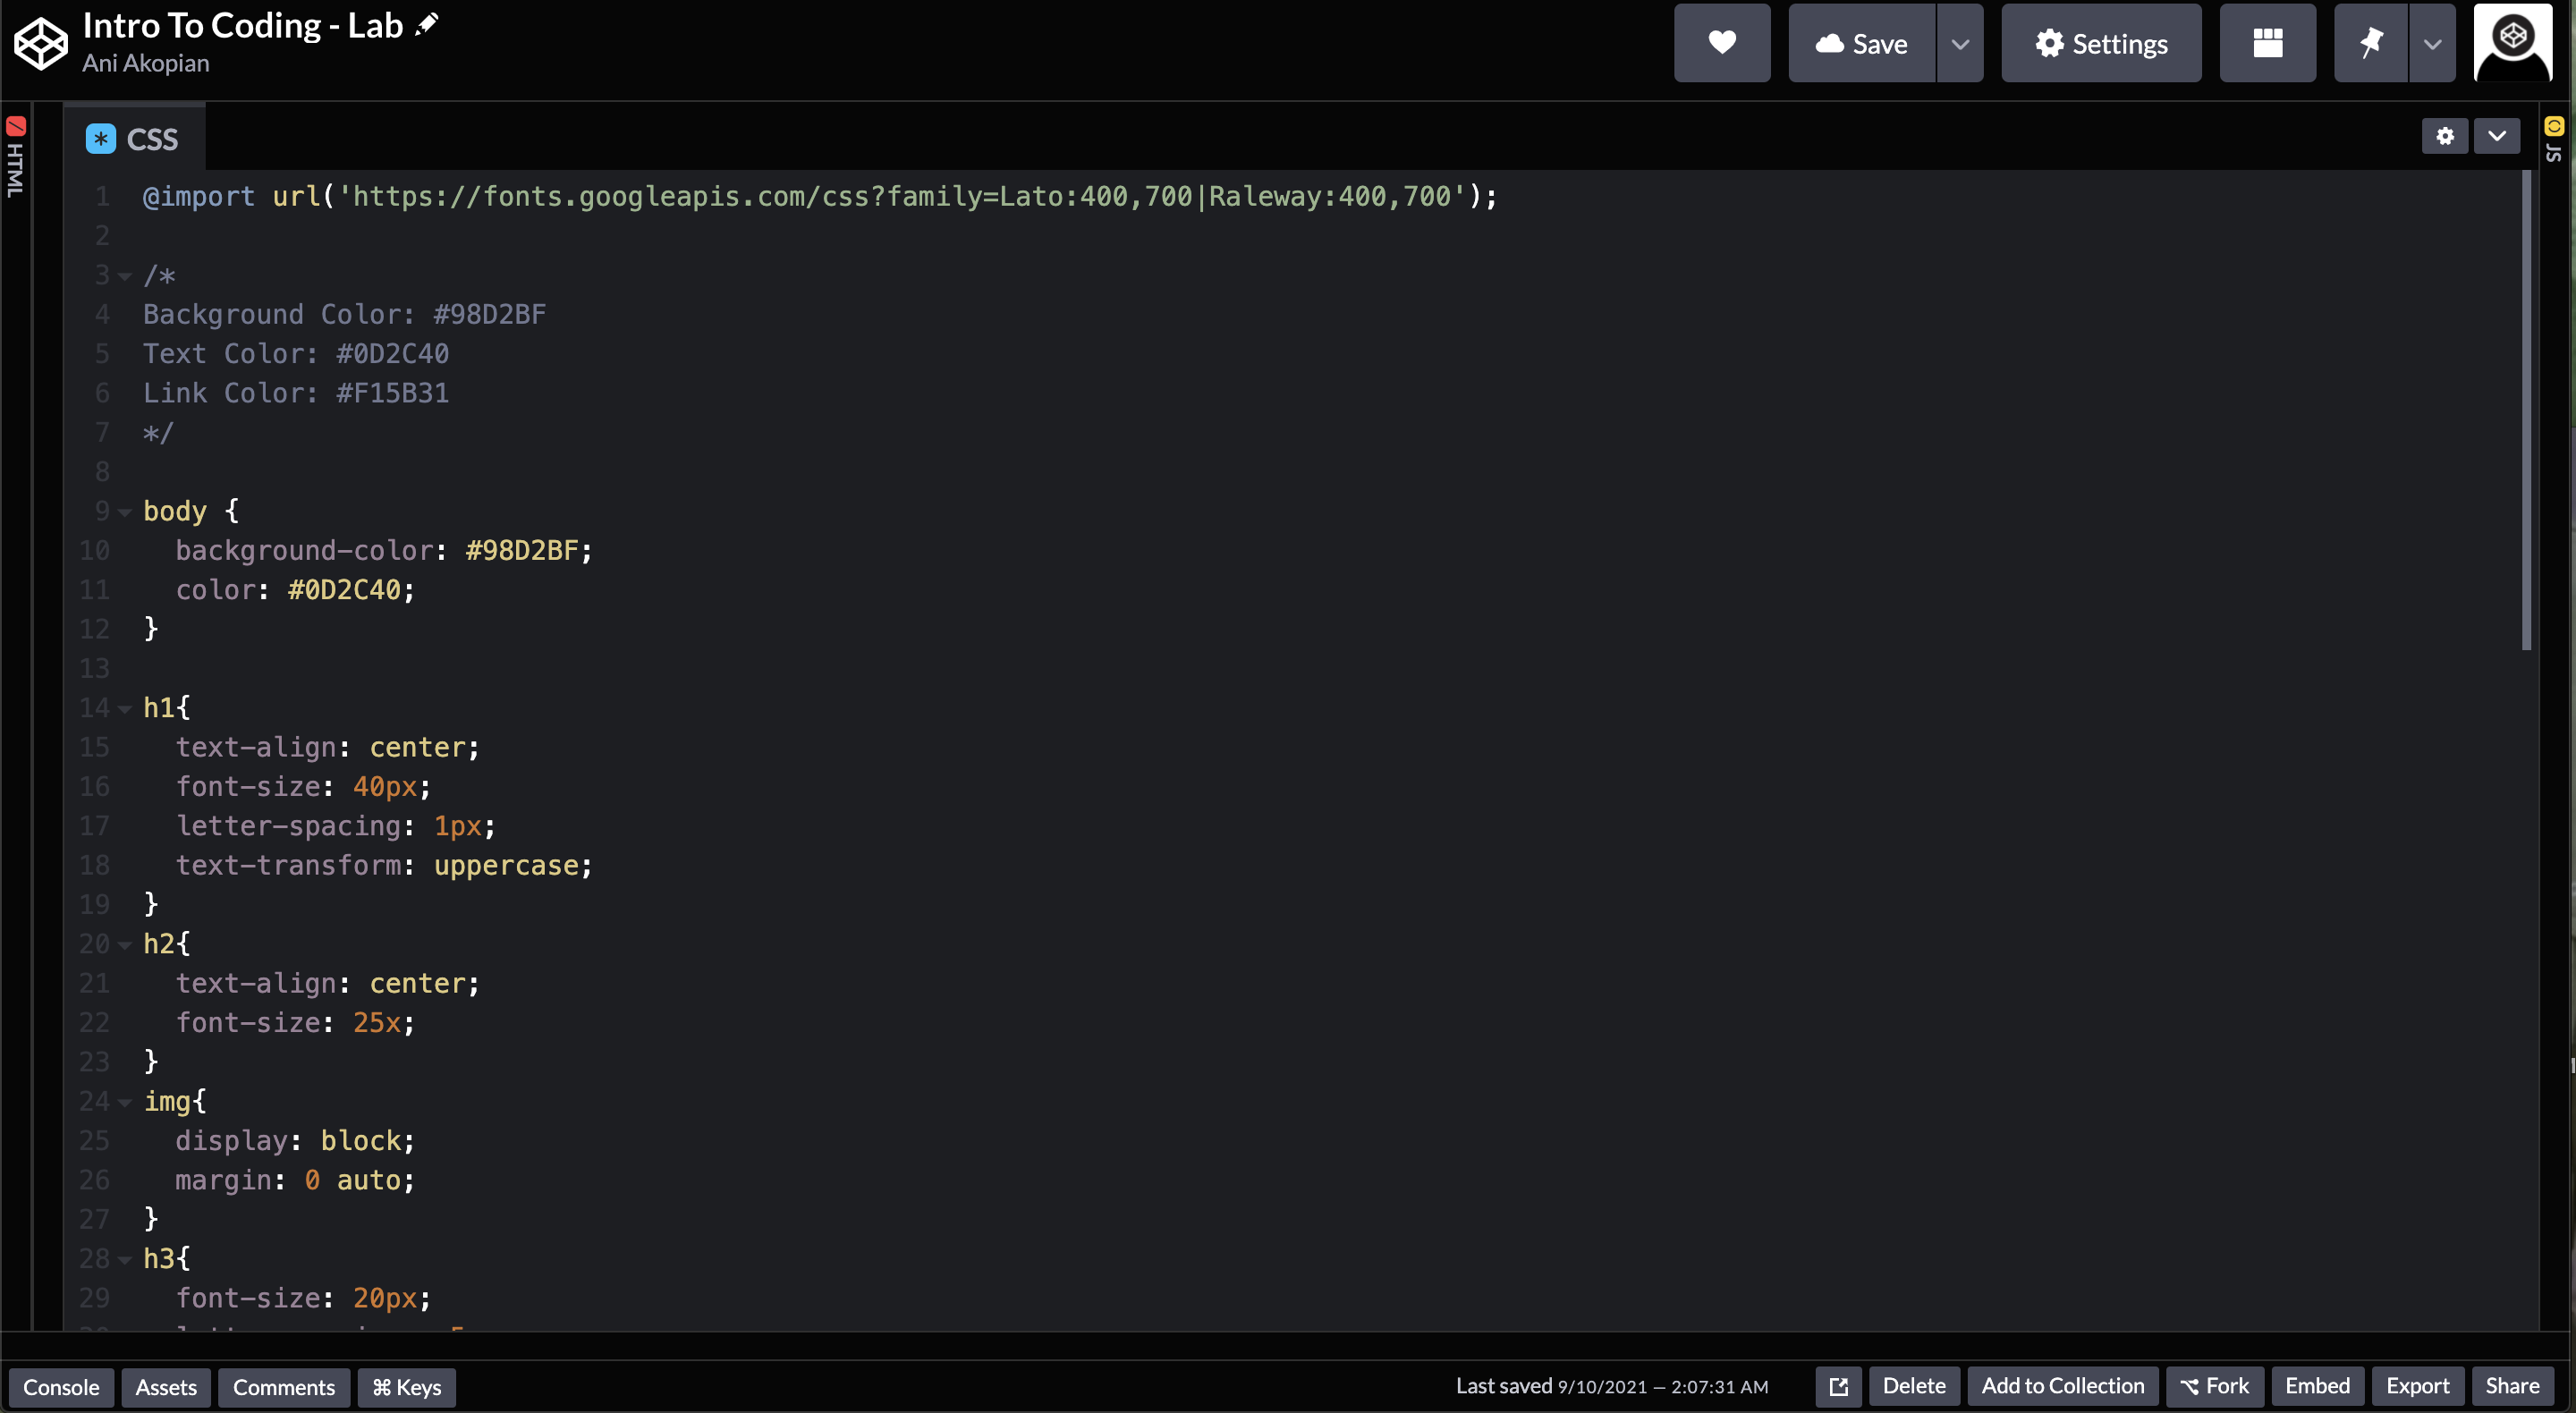 Intro To Coding - Lab
Ani Akopian
Save
Settings
HTML
* CSS
JS
1 @import url('https://fonts.googleapis.com/css?family=Lato:400,700|Raleway:400,700');
2
3 /*
4 Background Color: #98D2BF
5 Text Color: #0D2C40
6 Link Color: #F15B31
7 */
8
9 body {
10 background-color: #98D2BF;
11 color: #0D2C40;
12 }
13
14 h1{
15 text-align: center;
16 font-size: 40px;
17 letter-spacing: 1px;
18 text-transform: uppercase;
19 }
20 h2{
21 text-align: center;
22 font-size: 25x;
23 }
24 img{
25 display: block;
26 margin: 0 auto;
27 }
28 h3{
29 font-size: 20px;
Console Assets Comments ⌘ Keys Last saved 9/10/2021 — 2:07:31 AM Delete Add to Collection Fork Embed Export Share